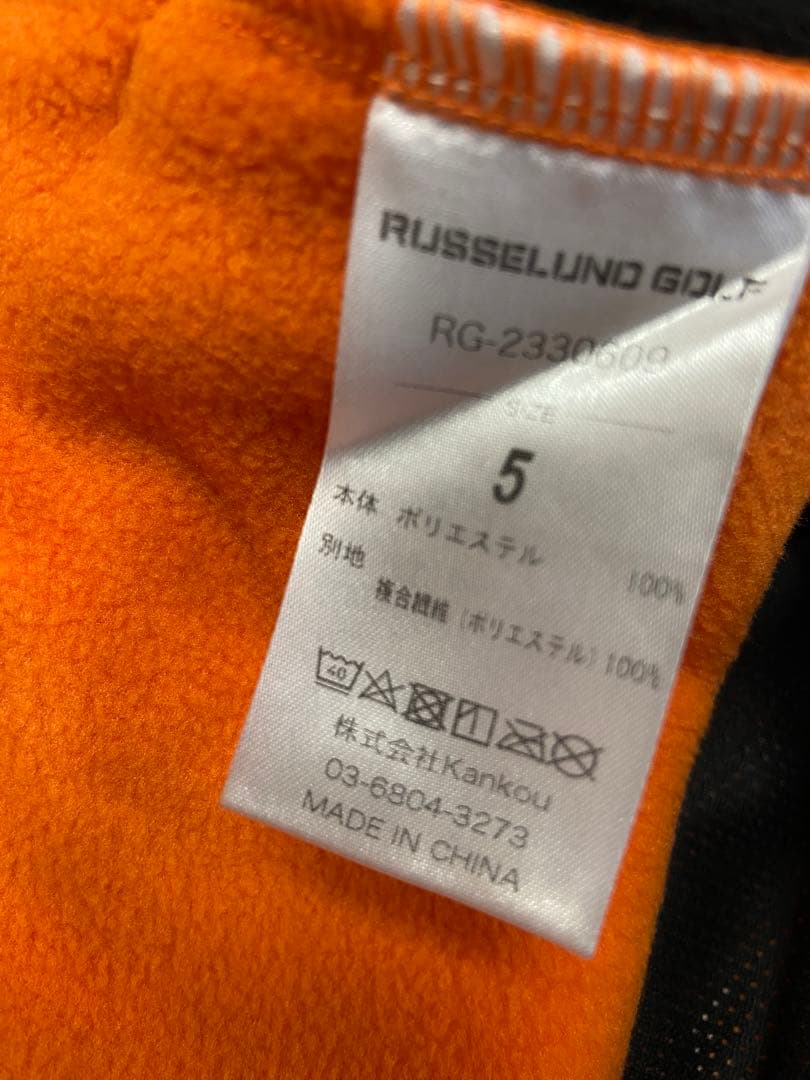 RUSSELUNO GOLF
RG-2330609
SIZE
5
本体 ポリエステル 100%
別地
複合繊維(ポリエステル)100%
40
株式会社Kankou
03-6804-3273
MADE IN CHINA